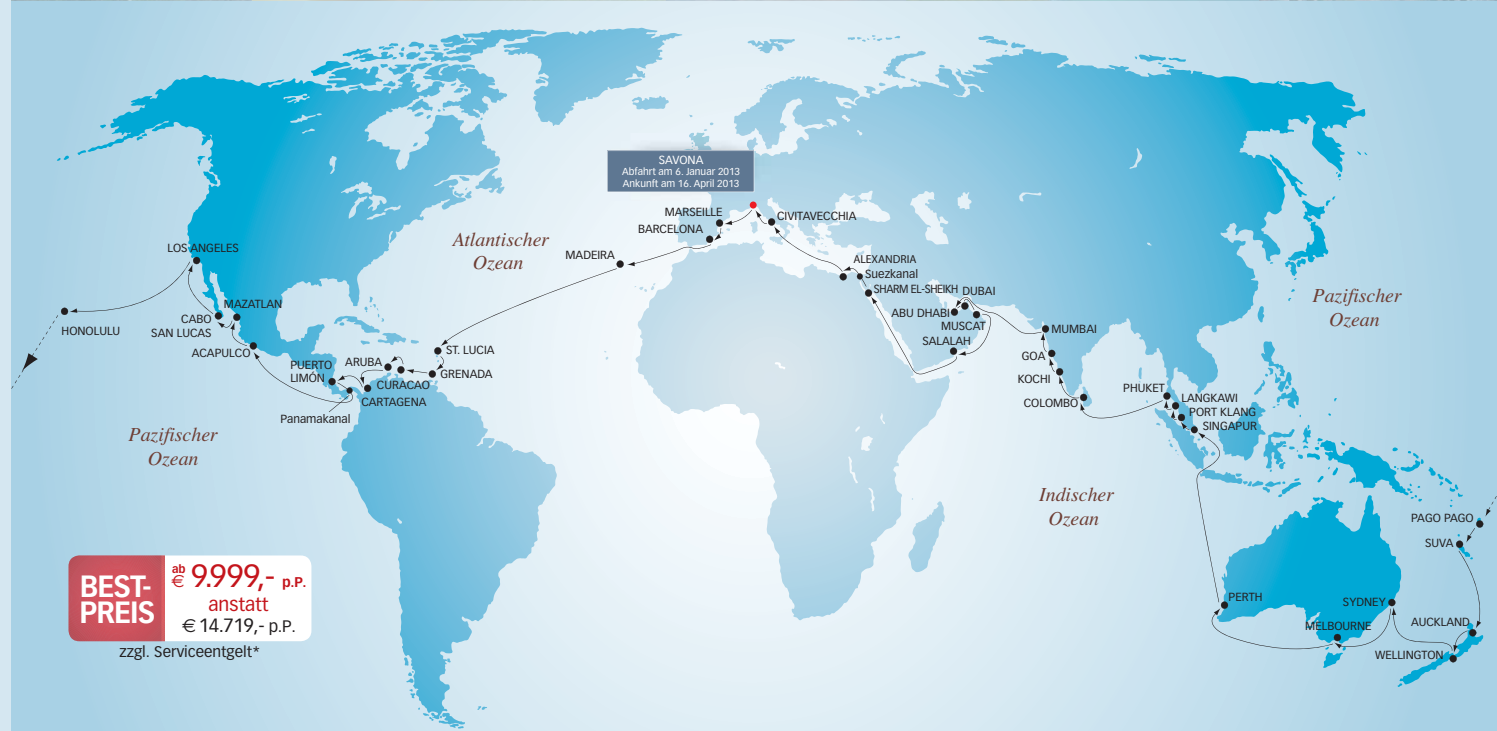 SAVONA
Abfahrt am 6. Januar 2013
Ankunft am 16. April 2013
MARSEILLE
BARCELONA
CIVITAVECCHIA
Atlantischer
Ozean
MADEIRA
ALEXANDRIA
Suezkanal
SHARM EL-SHEIKH
DUBAI
ABU DHABI
MUSCAT
SALALAH
MUMBAI
GOA
KOCHI
COLOMBO
PHUKET
LANGKAWI
PORT KLANG
SINGAPUR
Pazifischer
Ozean
LOS ANGELES
HONOLULU
MAZATLAN
CABO
SAN LUCAS
ACAPULCO
PUERTO
LIMÓN
Panamakanal
ARUBA
CURACAO
CARTAGENA
ST. LUCIA
GRENADA
Pazifischer
Ozean
Indischer
Ozean
PAGO PAGO
SUVA
PERTH
SYDNEY
MELBOURNE
AUCKLAND
WELLINGTON
BEST-
PREIS
ab
€ 9.999,- p.P.
anstatt
€ 14.719,- p.P.
zzgl. Serviceentgelt*